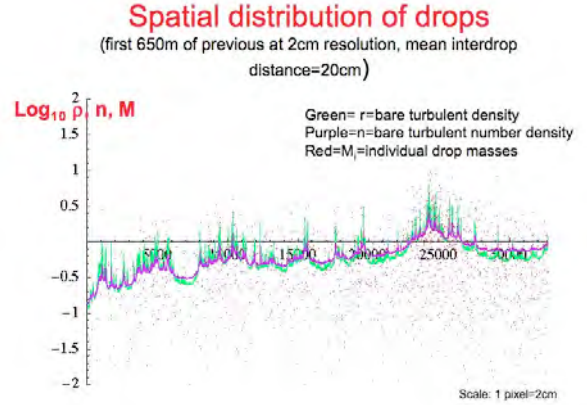 Spatial distribution of drops
(first 650m of previous at 2cm resolution, mean interdrop
distance=20cm)
Log₁₀ ρ, n, M
Green= r=bare turbulent density
Purple=n=bare turbulent number density
Red=Mᵢ=individual drop masses
2
1.5
1
0.5
5000 15000 20000 25000
−0.5
−1
−1.5
−2
Scale: 1 pixel=2cm